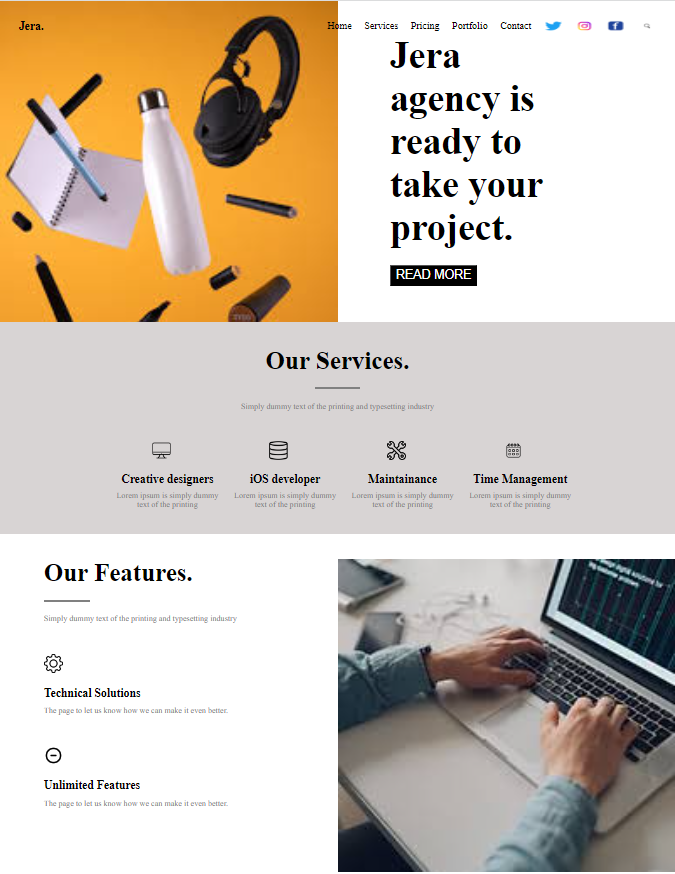 Jera.
Home Services Pricing Portfolio Contact
Jera
agency is
ready to
take your
project.
READ MORE
Our Services.
Simply dummy text of the printing and typesetting industry
Creative designers
Lorem ipsum is simply dummy
text of the printing
iOS developer
Lorem ipsum is simply dummy
text of the printing
Maintainance
Lorem ipsum is simply dummy
text of the printing
Time Management
Lorem ipsum is simply dummy
text of the printing
Our Features.
Simply dummy text of the printing and typesetting industry
Technical Solutions
The page to let us know how we can make it even better.
Unlimited Features
The page to let us know how we can make it even better.